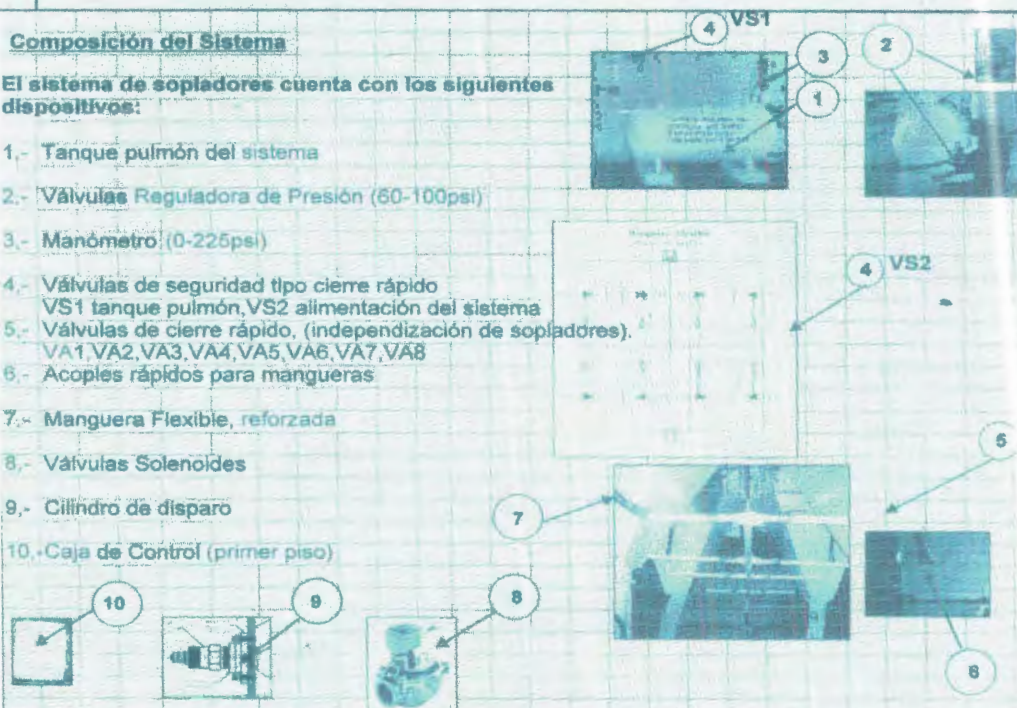 Composición del Sistema
El sistema de sopladores cuenta con los siguientes
dispositivos:
1,- Tanque pulmón del sistema
2,- Válvulas Reguladora de Presión (60-100psi)
3,- Manómetro (0-225psi)
4,- Válvulas de seguridad tipo cierre rápido
VS1 tanque pulmón,VS2 alimentación del sistema
5,- Válvulas de cierre rápido, (independización de sopladores).
VA1,VA2,VA3,VA4,VA5,VA6,VA7,VA8
6,- Acoples rápidos para mangueras
7,- Manguera Flexible, reforzada
8,- Válvulas Solenoides
9,- Cilindro de disparo
10,-Caja de Control (primer piso)
4 VS1
3
1
2
4 VS2
5
7
6
10
9
8